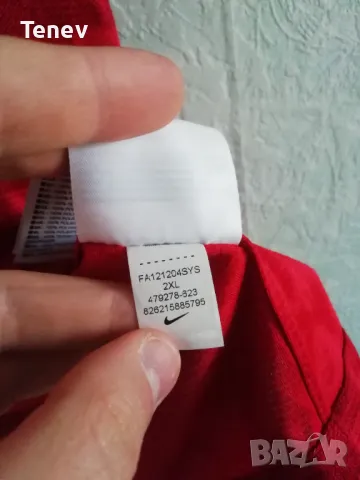 Tenev
FA121204SYS
2XL
479278-623
826215885795
BAZAR